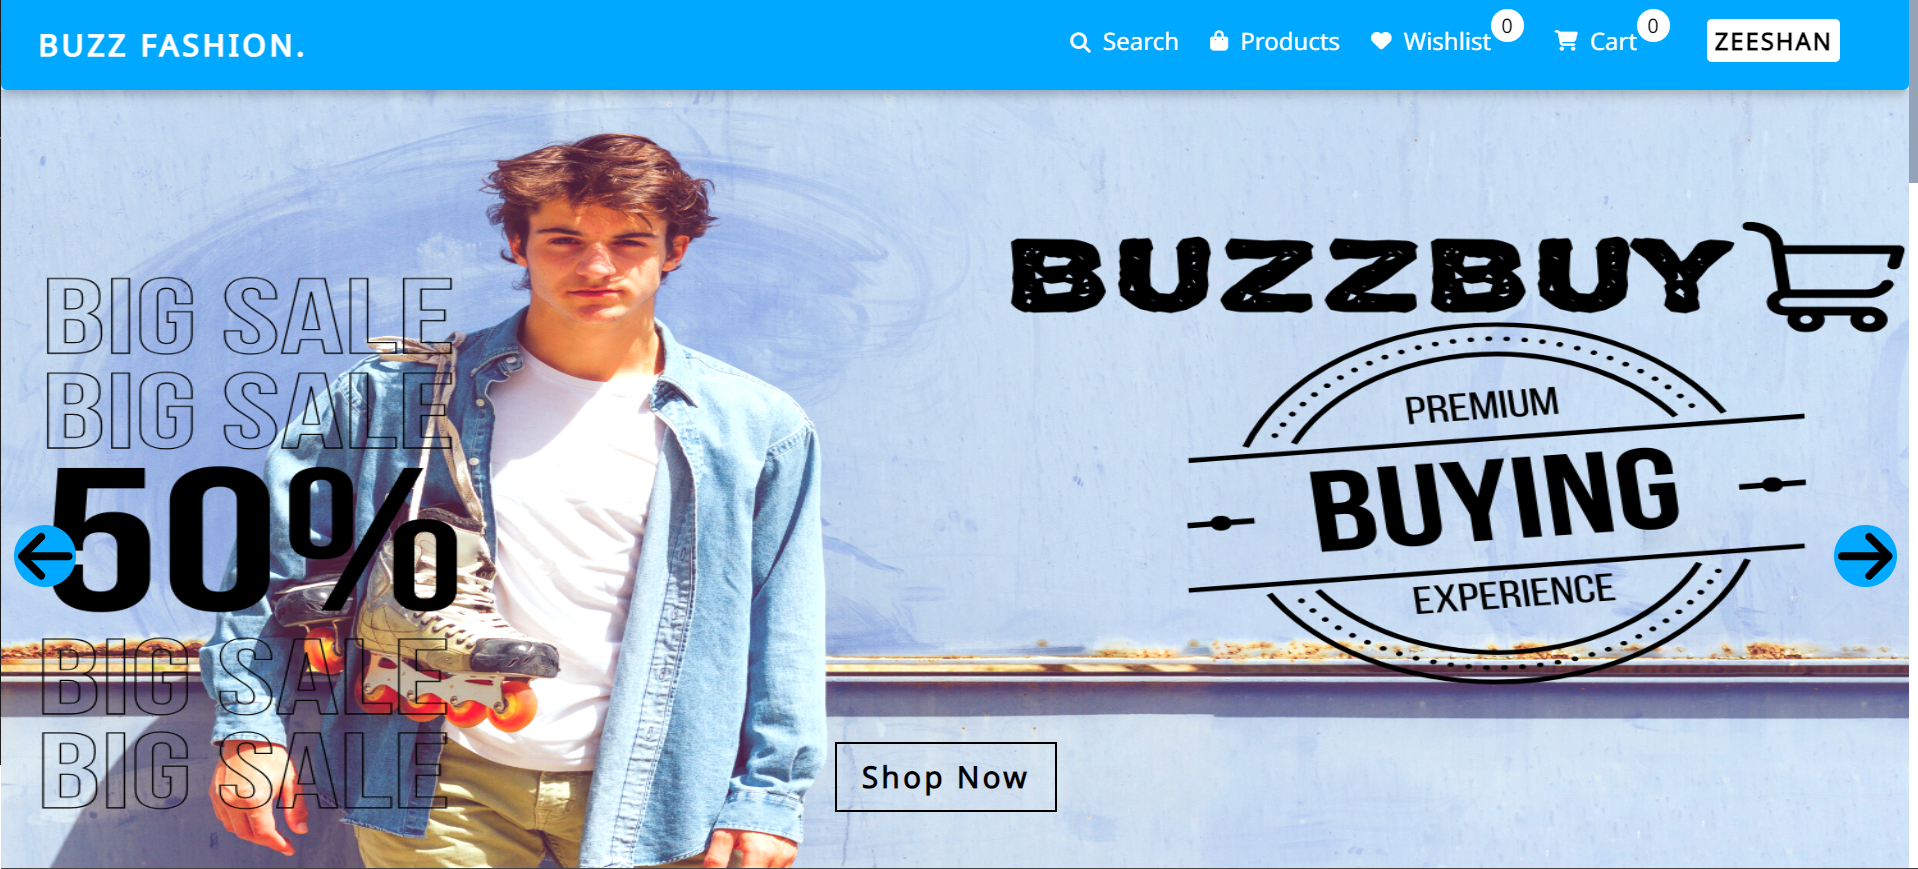 BUZZ FASHION.
Search
Products
Wishlist
0
Cart
0
ZEESHAN
BIG SALE
BIG SALE
50%
BIG SALE
BIG SALE
BUZZBUY
PREMIUM
BUYING
EXPERIENCE
Shop Now